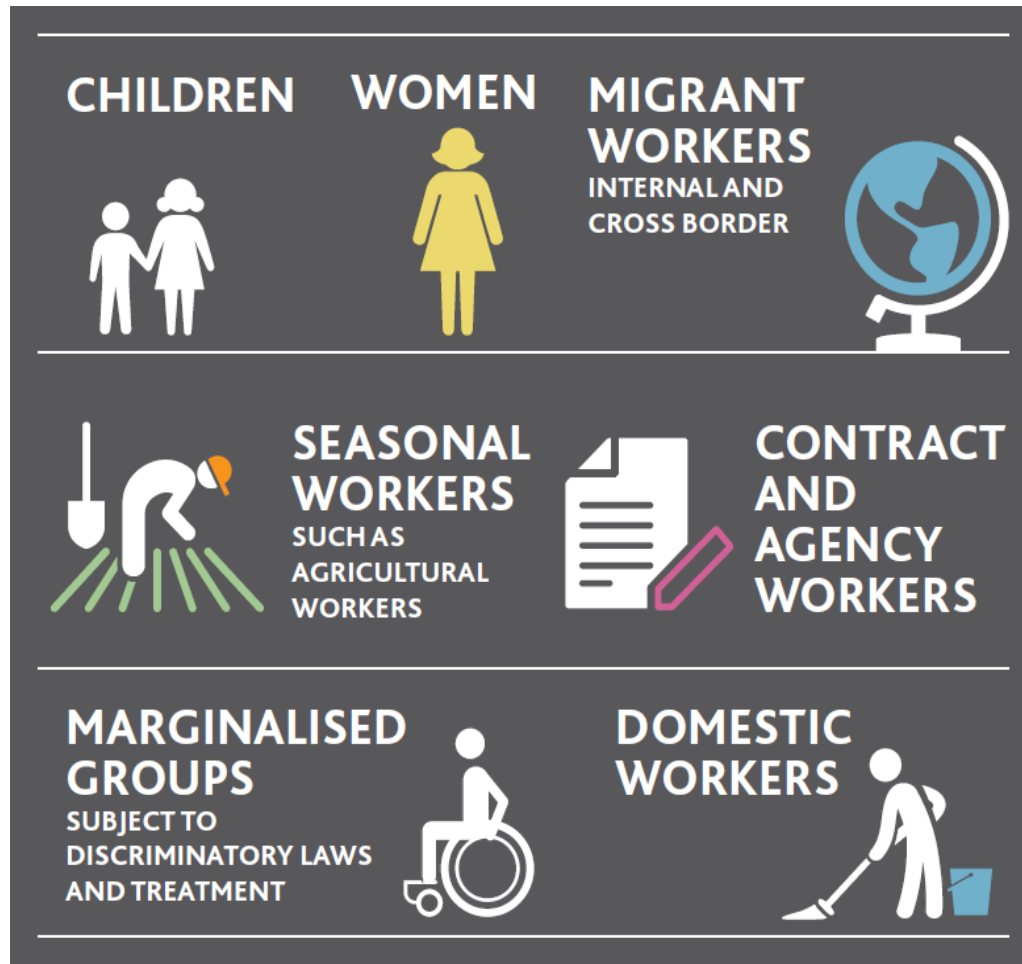 CHILDREN
WOMEN
MIGRANT
WORKERS
INTERNAL AND
CROSS BORDER
SEASONAL
WORKERS
SUCH AS
AGRICULTURAL
WORKERS
CONTRACT
AND
AGENCY
WORKERS
MARGINALISED
GROUPS
SUBJECT TO
DISCRIMINATORY LAWS
AND TREATMENT
DOMESTIC
WORKERS